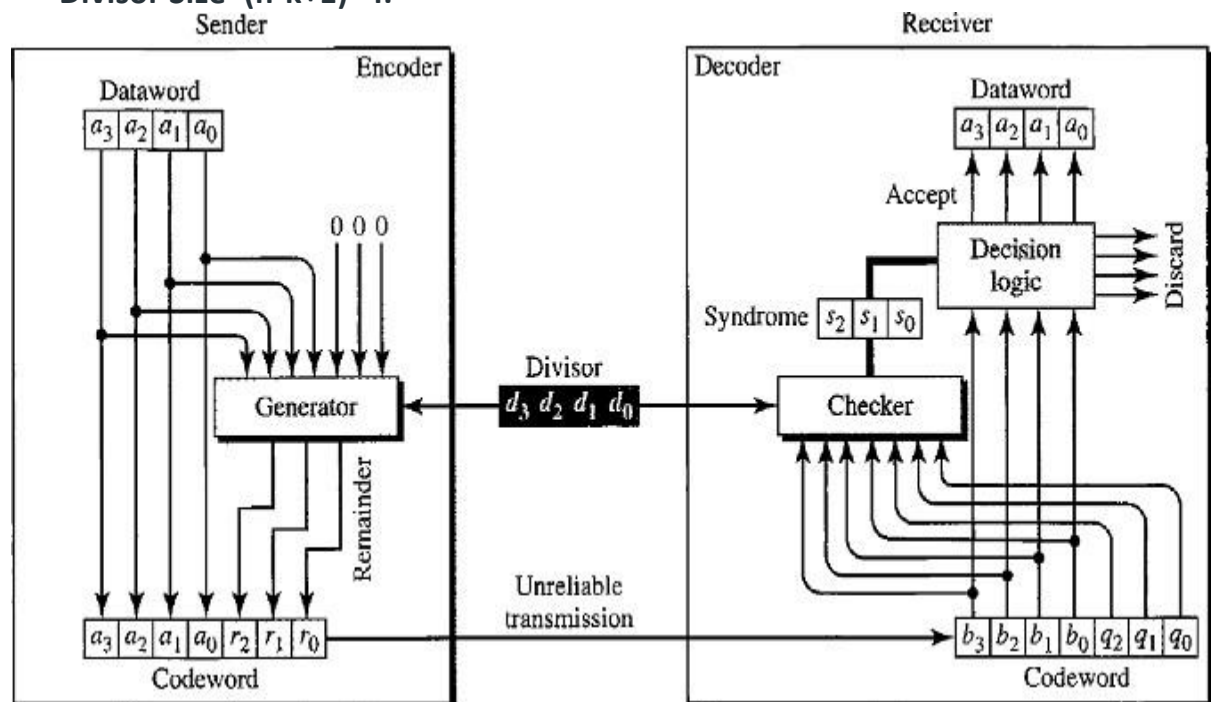 Sender
Receiver
Encoder
Decoder
Dataword
a3 a2 a1 a0
0 0 0
Generator
Remainder
a3 a2 a1 a0 r2 r1 r0
Codeword
Divisor
d3 d2 d1 d0
Unreliable
transmission
Dataword
a3 a2 a1 a0
Accept
Decision
logic
Discard
Syndrome
s2 s1 s0
Checker
b3 b2 b1 b0 q2 q1 q0
Codeword